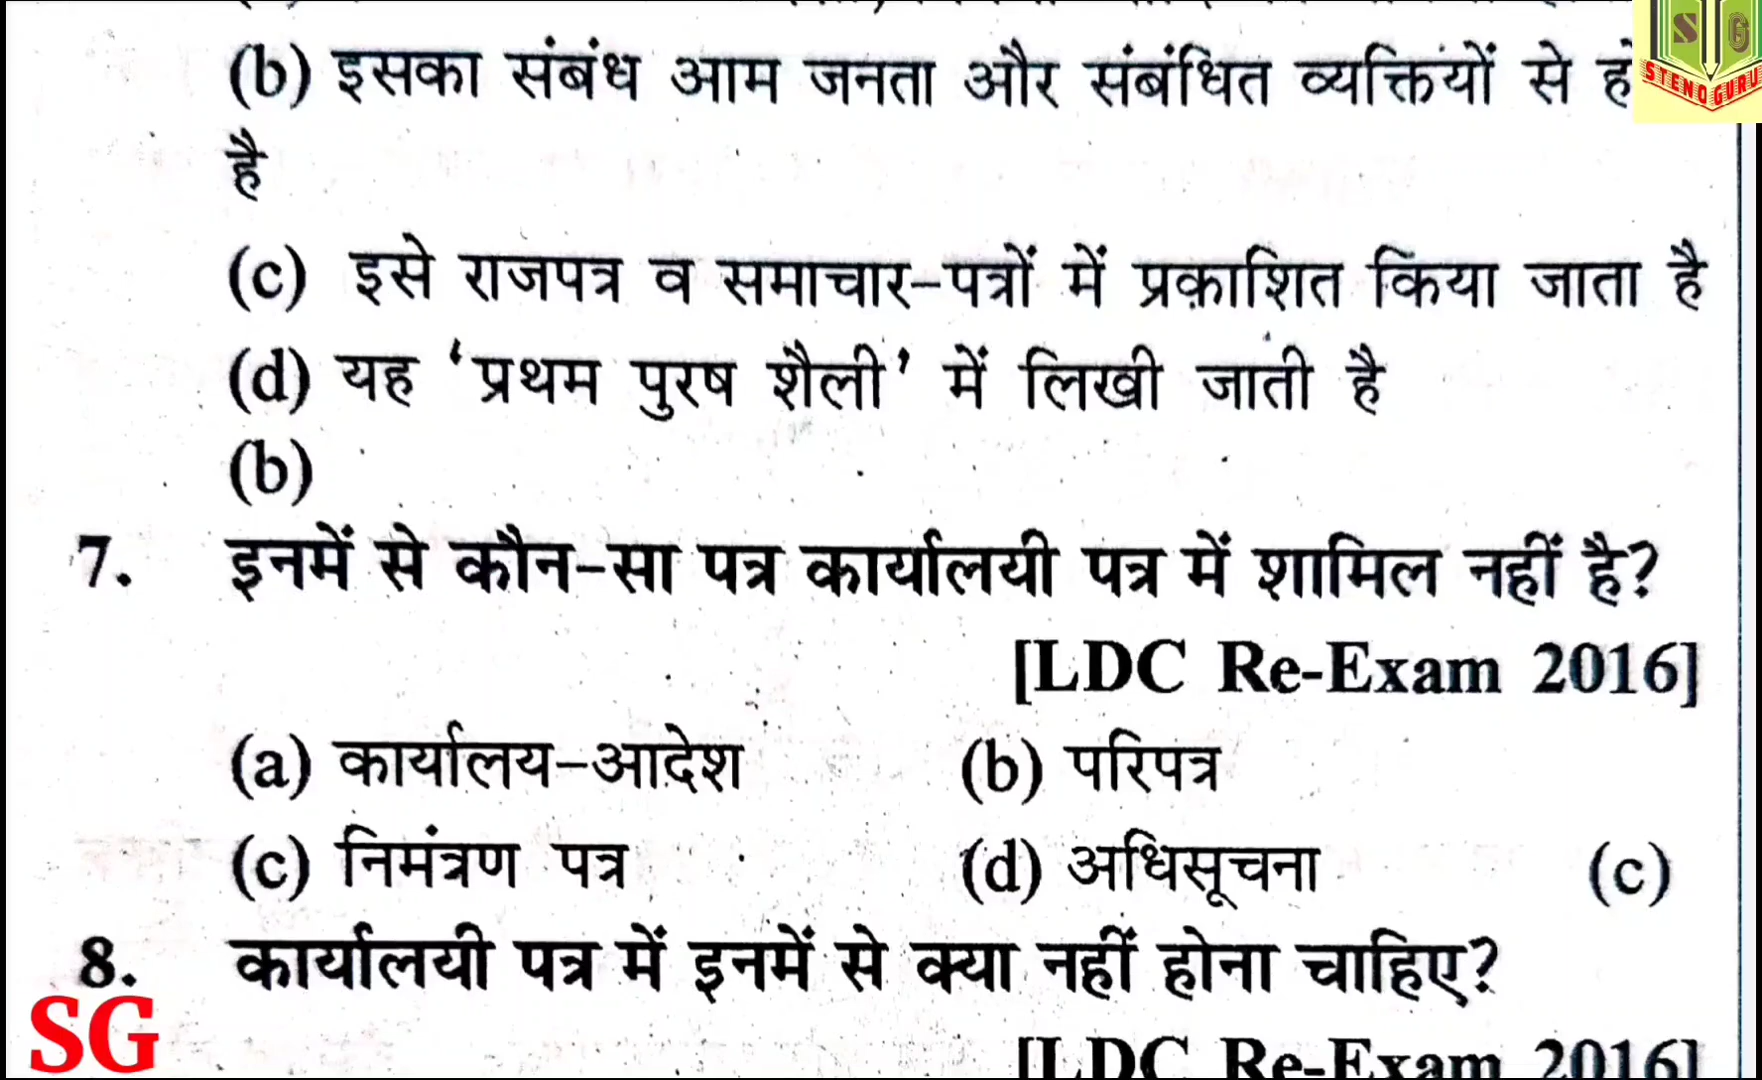 (b) इसका संबंध आम जनता और संबंधित व्यक्तियों से
है
(c) इसे राजपत्र व समाचार-पत्रों में प्रकाशित किया जाता है
(d) यह 'प्रथम पुरष शैली' में लिखी जाती है
(b)
7. इनमें से कौन-सा पत्र कार्यालयी पत्र में शामिल नहीं है?
[LDC Re-Exam 2016]
(a) कार्यालय-आदेश (b) परिपत्र
(c) निमंत्रण पत्र (d) अधिसूचना (c)
8. कार्यालयी पत्र में इनमें से क्या नहीं होना चाहिए?
[LDC Re-Exam 2016]
SG
S G
STENO GURU